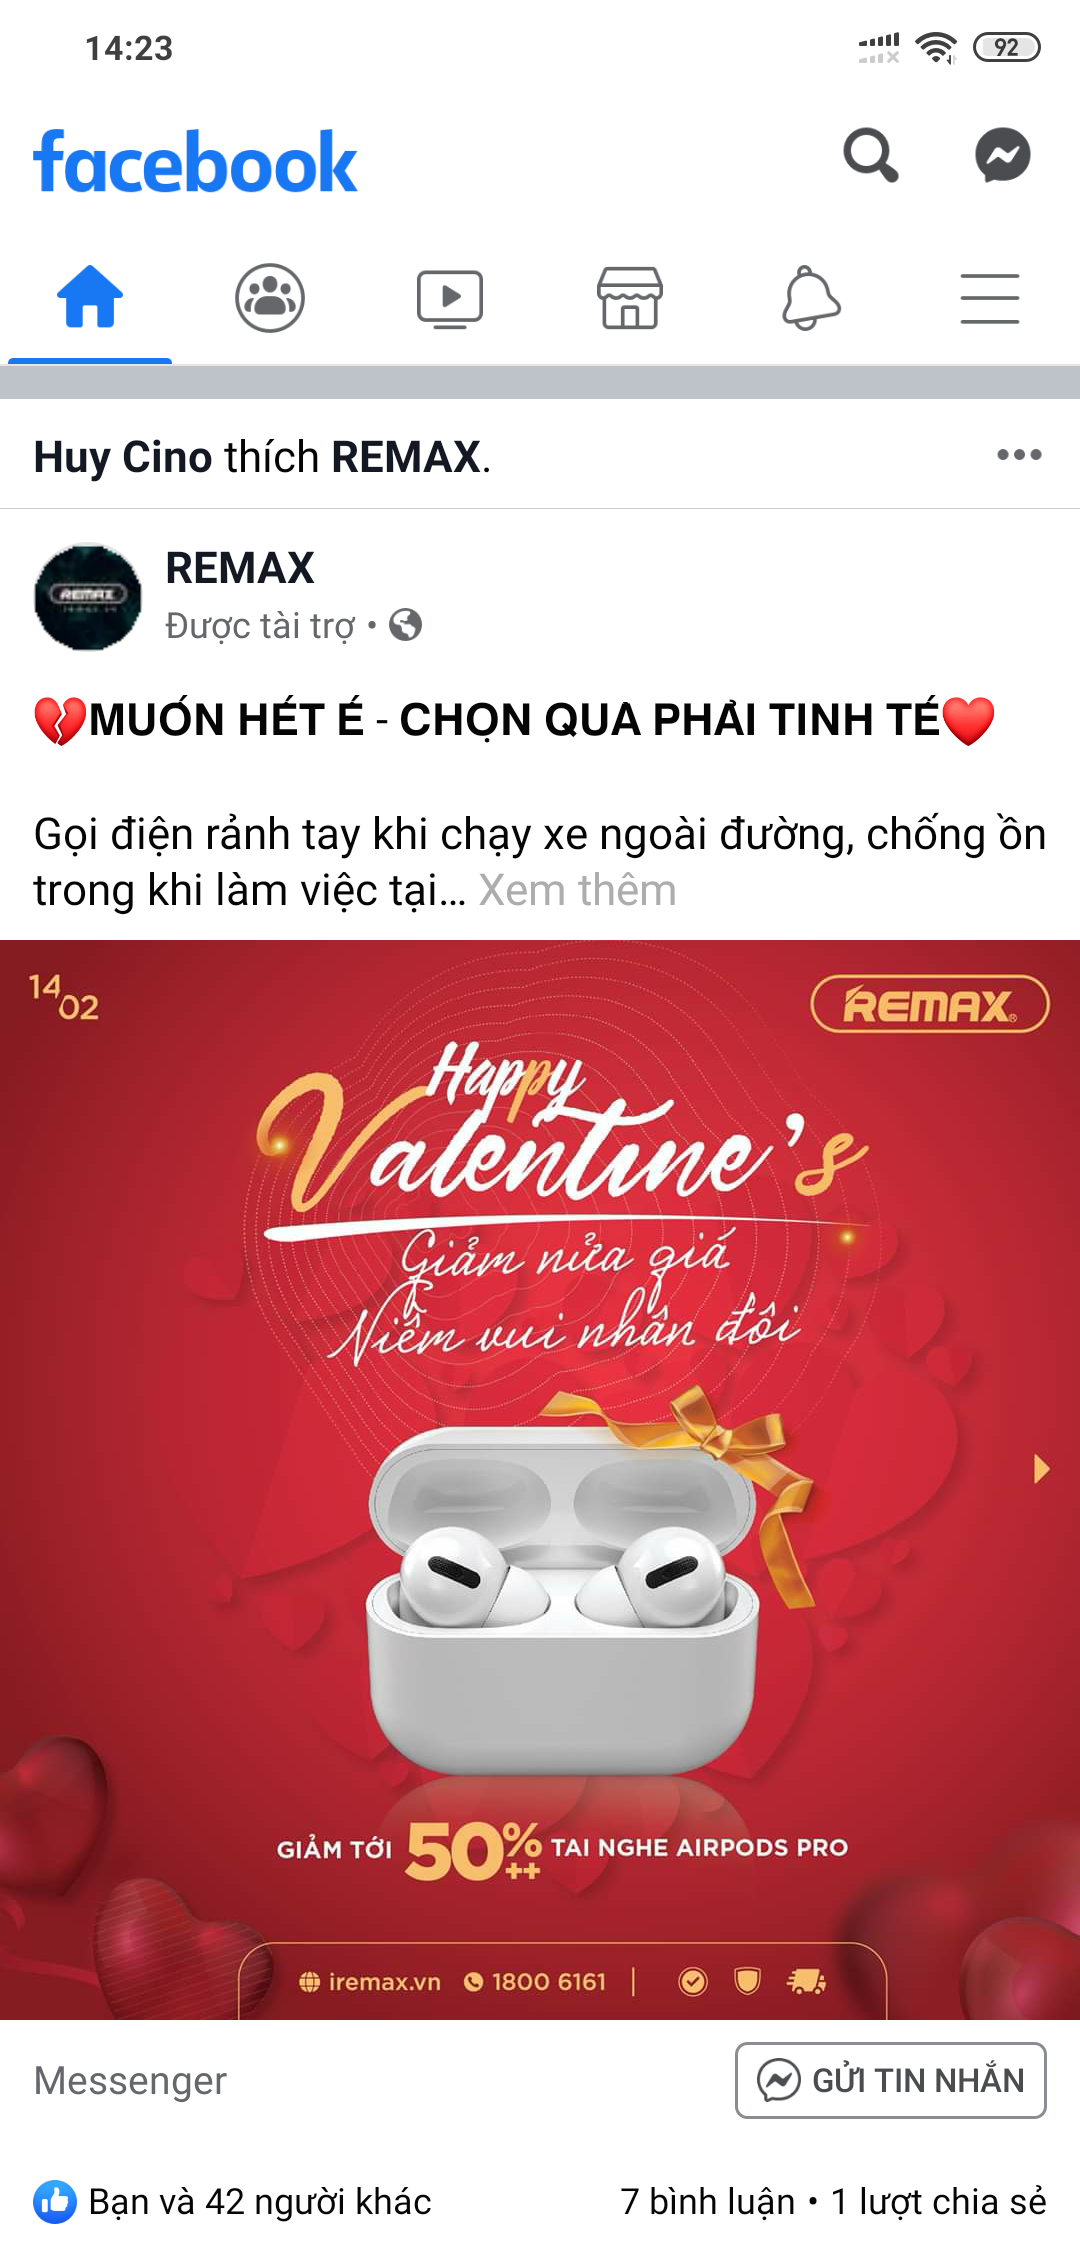 14:23
92
facebook
Huy Cino thích REMAX.
REMAX
REMAX
Được tài trợ •
💔MUỐN HẾT Ế - CHỌN QUÀ PHẢI TINH TẾ❤️
Gọi điện rảnh tay khi chạy xe ngoài đường, chống ồn
trong khi làm việc tại... Xem thêm
14/02
REMAX®
Happy
Valentine's
Giảm nửa giá
Niềm vui nhân đôi
GIẢM TỚI 50%++ TAI NGHE AIRPODS PRO
iremax.vn 1800 6161 |
Messenger
GỬI TIN NHẮN
Bạn và 42 người khác
7 bình luận • 1 lượt chia sẻ